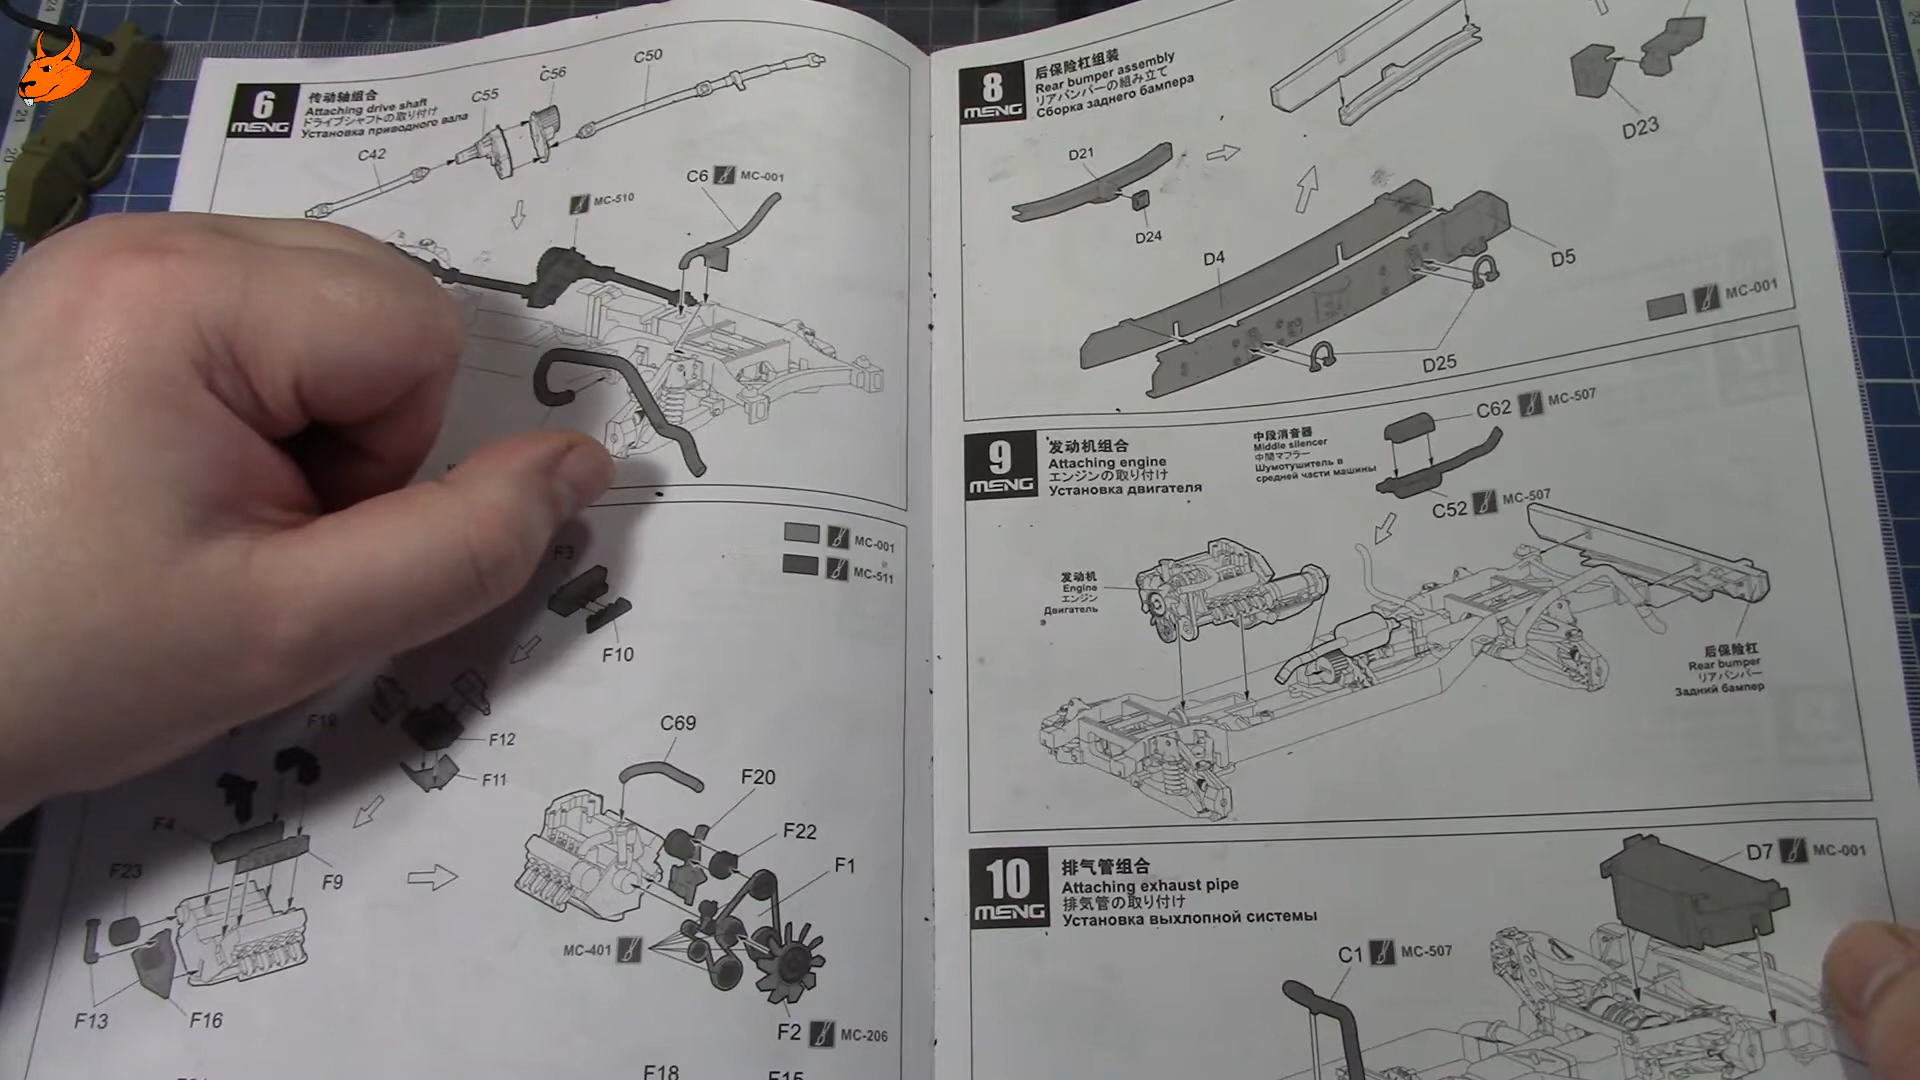 6
MENG
传动轴组合
Attaching drive shaft
ドライブシャフトの取り付け
Установка приводного вала
C42
C55
C56
C50
C6 MC-001
MC-510
MC-001
MC-511
F3
F10
F12
F11
F4
F9
F23
F13
F16
C69
F20
F22
F1
MC-401
F2 MC-206
F18
8
MENG
后保险杠组装
Rear bumper assembly
リアバンパーの組み立て
Сборка заднего бампера
D23
D21
D24
D4
D5
D25
MC-001
9
MENG
发动机组合
Attaching engine
エンジンの取り付け
Установка двигателя
中段消音器
Middle silencer
中間マフラー
Шумотушитель в
средней части машины
C62 MC-507
C52 MC-507
发动机
Engine
エンジン
Двигатель
后保险杠
Rear bumper
リアバンパー
Задний бампер
10
MENG
排气管组合
Attaching exhaust pipe
排気管の取り付け
Установка выхлопной системы
D7 MC-001
C1 MC-507